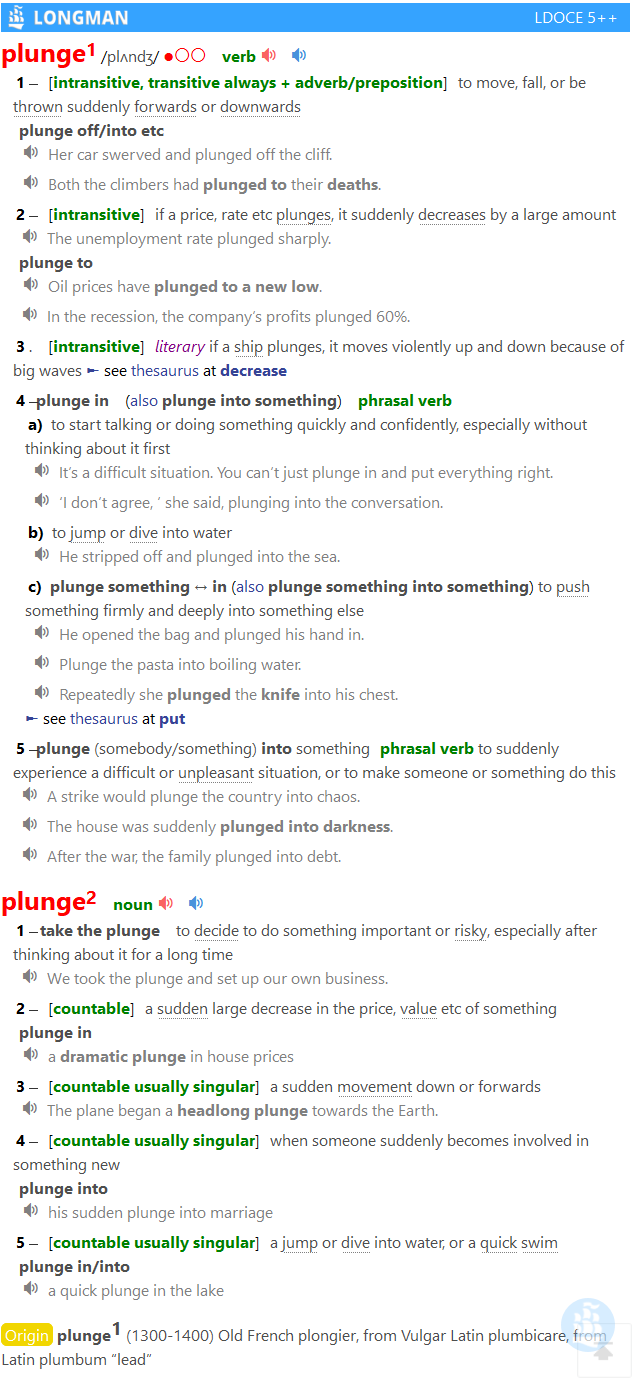 LONGMAN LDOCE 5++
plunge1 /plʌndʒ/ ●○○ verb
1 – [intransitive, transitive always + adverb/preposition] to move, fall, or be
thrown suddenly forwards or downwards
plunge off/into etc
Her car swerved and plunged off the cliff.
Both the climbers had plunged to their deaths.
2 – [intransitive] if a price, rate etc plunges, it suddenly decreases by a large amount
The unemployment rate plunged sharply.
plunge to
Oil prices have plunged to a new low.
In the recession, the company’s profits plunged 60%.
3 . [intransitive] literary if a ship plunges, it moves violently up and down because of
big waves ► see thesaurus at decrease
4 –plunge in (also plunge into something) phrasal verb
a) to start talking or doing something quickly and confidently, especially without
thinking about it first
It’s a difficult situation. You can’t just plunge in and put everything right.
‘I don’t agree, ’ she said, plunging into the conversation.
b) to jump or dive into water
He stripped off and plunged into the sea.
c) plunge something ↔ in (also plunge something into something) to push
something firmly and deeply into something else
He opened the bag and plunged his hand in.
Plunge the pasta into boiling water.
Repeatedly she plunged the knife into his chest.
► see thesaurus at put
5 –plunge (somebody/something) into something phrasal verb to suddenly
experience a difficult or unpleasant situation, or to make someone or something do this
A strike would plunge the country into chaos.
The house was suddenly plunged into darkness.
After the war, the family plunged into debt.
plunge2 noun
1 –take the plunge to decide to do something important or risky, especially after
thinking about it for a long time
We took the plunge and set up our own business.
2 – [countable] a sudden large decrease in the price, value etc of something
plunge in
a dramatic plunge in house prices
3 – [countable usually singular] a sudden movement down or forwards
The plane began a headlong plunge towards the Earth.
4 – [countable usually singular] when someone suddenly becomes involved in
something new
plunge into
his sudden plunge into marriage
5 – [countable usually singular] a jump or dive into water, or a quick swim
plunge in/into
a quick plunge in the lake
Origin plunge1 (1300-1400) Old French plongier, from Vulgar Latin plumbicare, from
Latin plumbum “lead”